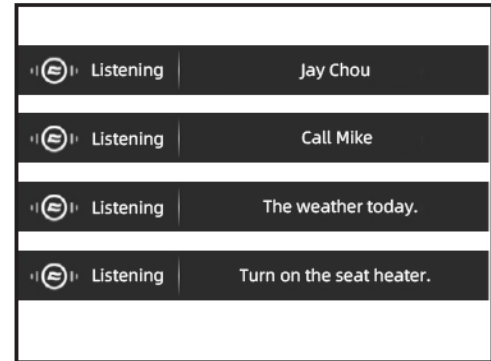 Listening Jay Chou
Listening Call Mike
Listening The weather today.
Listening Turn on the seat heater.